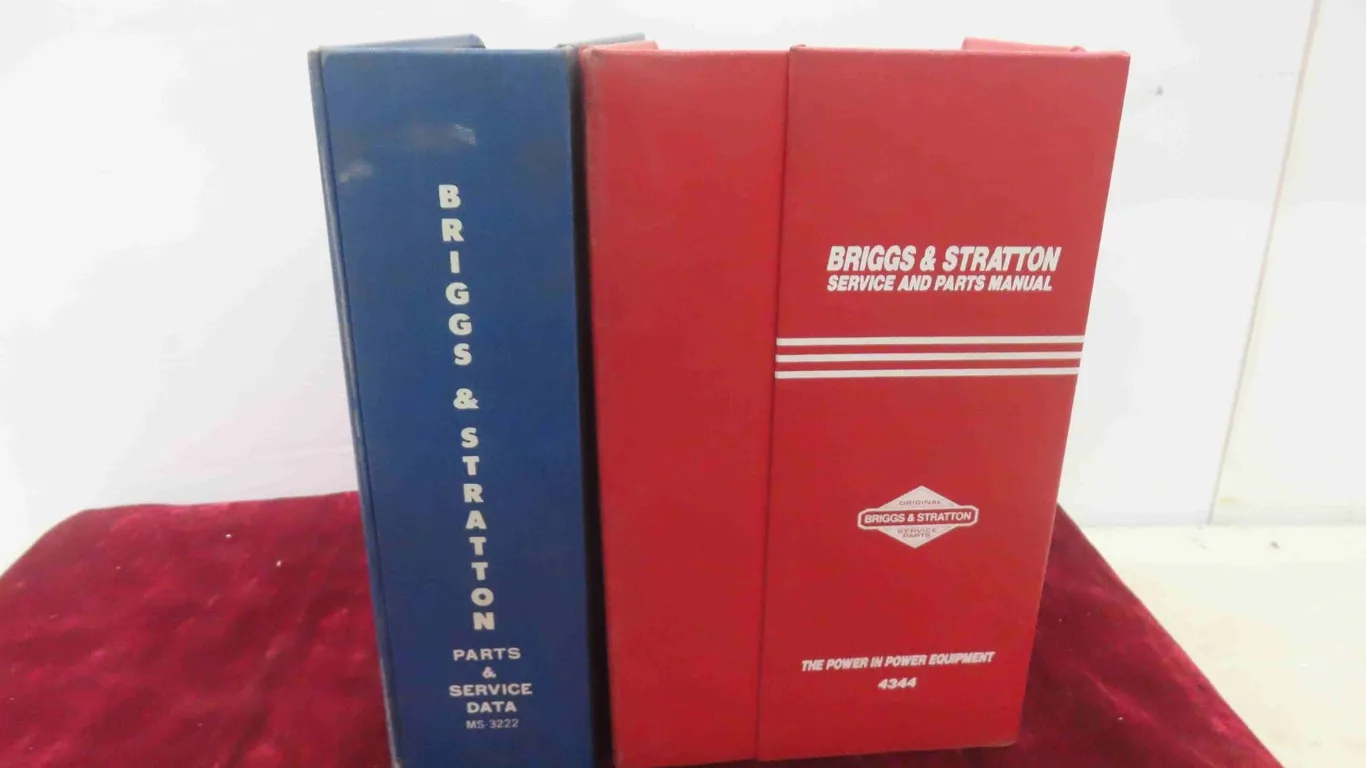 BRIGGS & STRATTON
PARTS
&
SERVICE
DATA
MS-3222
BRIGGS & STRATTON
SERVICE AND PARTS MANUAL
ORIGINAL
BRIGGS & STRATTON
SERVICE
PARTS
THE POWER IN POWER EQUIPMENT
4344